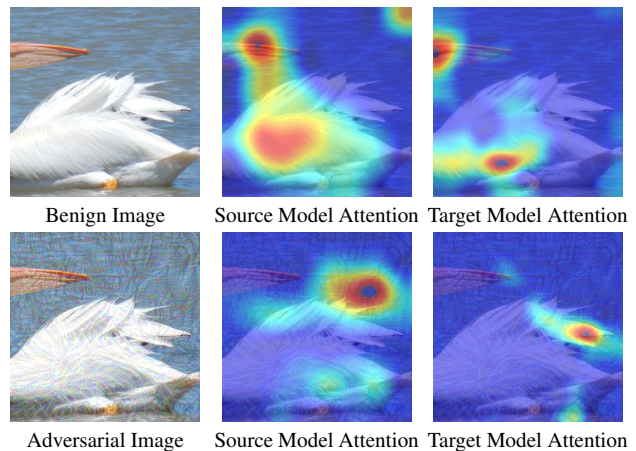 Benign Image Source Model Attention Target Model Attention
Adversarial Image Source Model Attention Target Model Attention